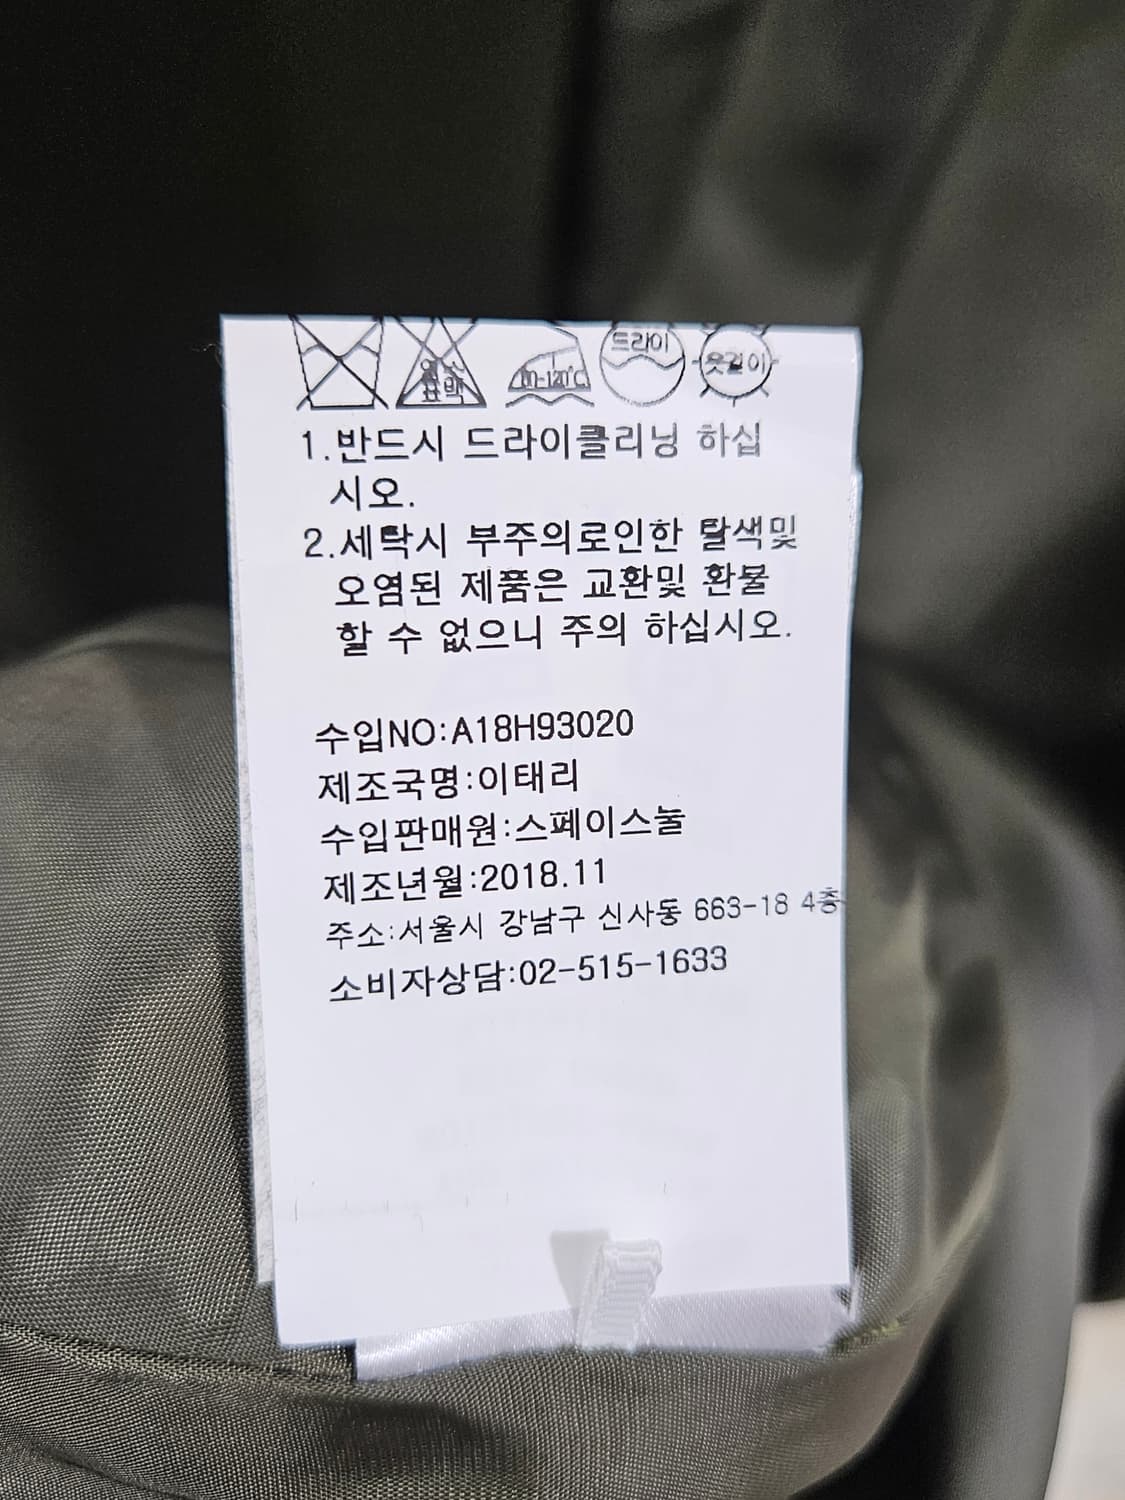 드라이
옷걸이
1.반드시 드라이클리닝 하십
시오.
2.세탁시 부주의로인한 탈색및
오염된 제품은 교환및 환불
할 수 없으니 주의 하십시오.
수입NO:A18H93020
제조국명:이태리
수입판매원:스페이스눌
제조년월:2018.11
주소:서울시 강남구 신사동 663-18 4층
소비자상담:02-515-1633